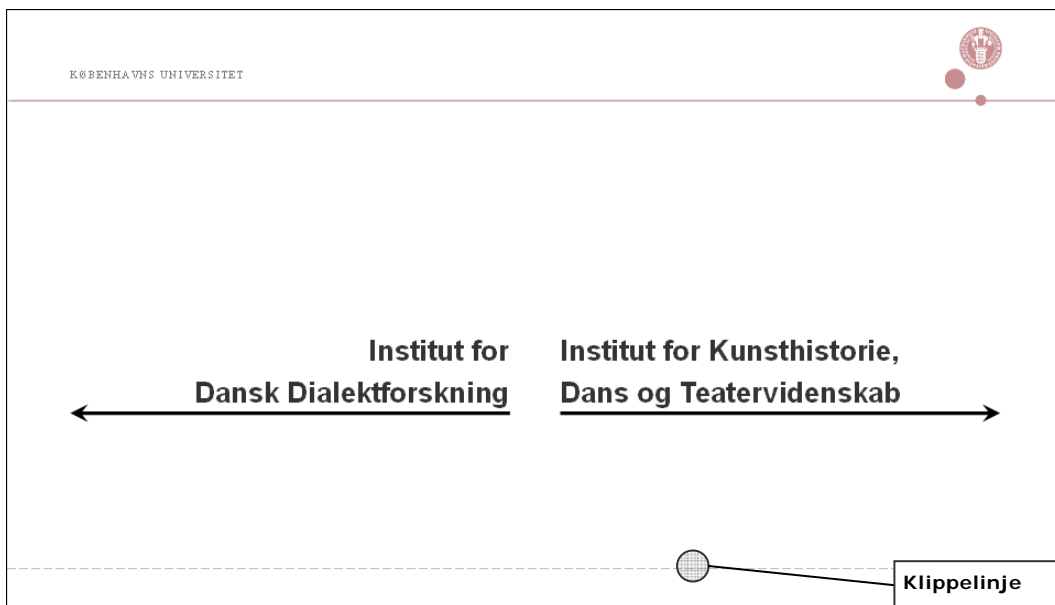 KØBENHAVNS UNIVERSITET
Institut for
Dansk Dialektforskning
Institut for Kunsthistorie,
Dans og Teatervidenskab
Klippelinje